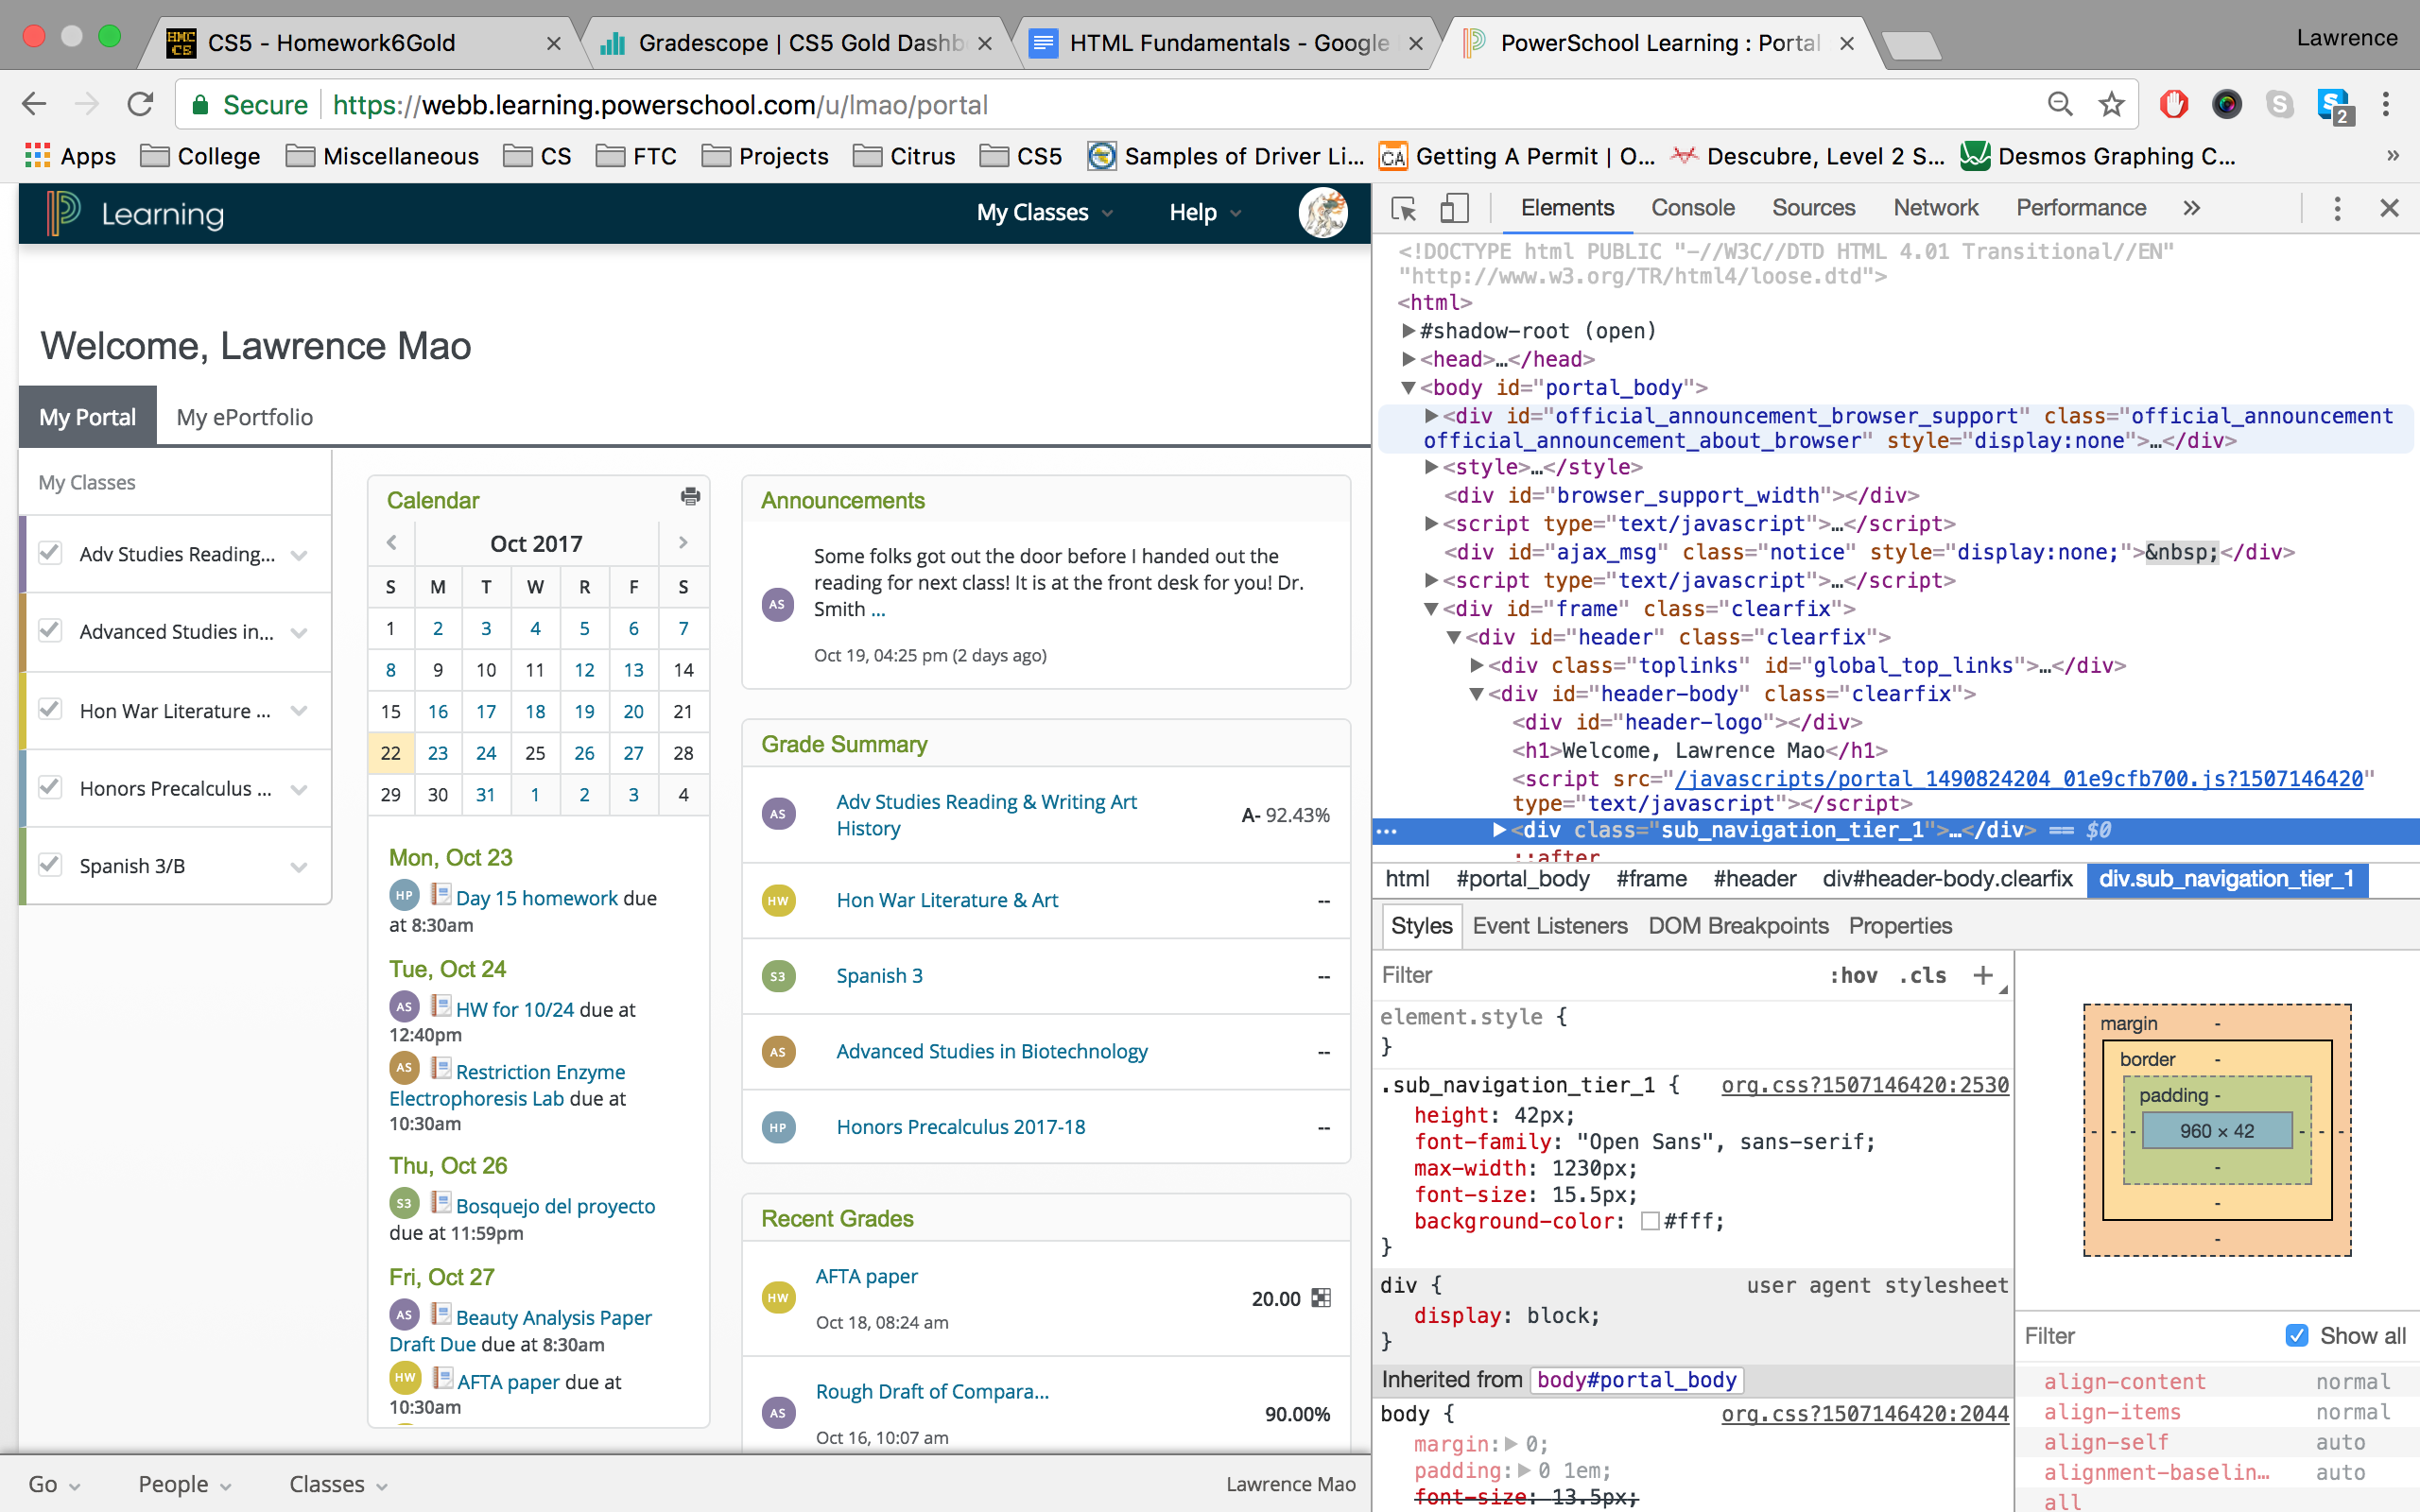 CS5 - Homework6Gold
Gradescope | CS5 Gold Dashb
HTML Fundamentals - Google
PowerSchool Learning : Portal
Lawrence
Secure
https://webb.learning.powerschool.com/u/lmao/portal
2
Apps
College
Miscellaneous
CS
FTC
Projects
Citrus
CS5
Samples of Driver Li...
Getting A Permit | O...
Descubre, Level 2 S...
Desmos Graphing C...
»
Learning
My Classes
Help
Welcome, Lawrence Mao
My Portal
My ePortfolio
My Classes
Adv Studies Reading...
Advanced Studies in...
Hon War Literature ...
Honors Precalculus ...
Spanish 3/B
Calendar
Oct 2017
S M T W R F S
1 2 3 4 5 6 7
8 9 10 11 12 13 14
15 16 17 18 19 20 21
22 23 24 25 26 27 28
29 30 31 1 2 3 4
Mon, Oct 23
HP Day 15 homework due
at 8:30am
Tue, Oct 24
AS HW for 10/24 due at
12:40pm
AS Restriction Enzyme
Electrophoresis Lab due at
10:30am
Thu, Oct 26
S3 Bosquejo del proyecto
due at 11:59pm
Fri, Oct 27
AS Beauty Analysis Paper
Draft Due due at 8:30am
HW AFTA paper due at
10:30am
Announcements
Some folks got out the door before I handed out the
reading for next class! It is at the front desk for you! Dr.
Smith ...
AS
Oct 19, 04:25 pm (2 days ago)
Grade Summary
AS Adv Studies Reading & Writing Art
History
A- 92.43%
HW Hon War Literature & Art --
S3 Spanish 3 --
AS Advanced Studies in Biotechnology --
HP Honors Precalculus 2017-18 --
Recent Grades
AFTA paper
HW 20.00
Oct 18, 08:24 am
Rough Draft of Compara...
AS 90.00%
Oct 16, 10:07 am
Go
People
Classes
Lawrence Mao
Elements
Console
Sources
Network
Performance
»
<!DOCTYPE html PUBLIC "-//W3C//DTD HTML 4.01 Transitional//EN"
"http://www.w3.org/TR/html4/loose.dtd">
<html>
#shadow-root (open)
<head>…</head>
<body id="portal_body">
<div id="official_announcement_browser_support" class="official_announcement
official_announcement_about_browser" style="display:none">…</div>
<style>…</style>
<div id="browser_support_width"></div>
<script type="text/javascript">…</script>
<div id="ajax_msg" class="notice" style="display:none;">&nbsp;</div>
<script type="text/javascript">…</script>
<div id="frame" class="clearfix">
<div id="header" class="clearfix">
<div class="toplinks" id="global_top_links">…</div>
<div id="header-body" class="clearfix">
<div id="header-logo"></div>
<h1>Welcome, Lawrence Mao</h1>
<script src="/javascripts/portal_1490824204_01e9cfb700.js?1507146420"
type="text/javascript"></script>
<div class="sub_navigation_tier_1">…</div> == $0
::after
html #portal_body #frame #header div#header-body.clearfix div.sub_navigation_tier_1
Styles Event Listeners DOM Breakpoints Properties
Filter :hov .cls +
element.style {
}
.sub_navigation_tier_1 { org.css?1507146420:2530
height: 42px;
font-family: "Open Sans", sans-serif;
max-width: 1230px;
font-size: 15.5px;
background-color: #fff;
}
div { user agent stylesheet
display: block;
}
Inherited from body#portal_body
body { org.css?1507146420:2044
margin: 0;
padding: 0 1em;
font-size: 13.5px;
margin -
border -
padding -
- - - 960 × 42 - - -
-
-
-
Filter Show all
align-content normal
align-items normal
align-self auto
alignment-baselin… auto
all